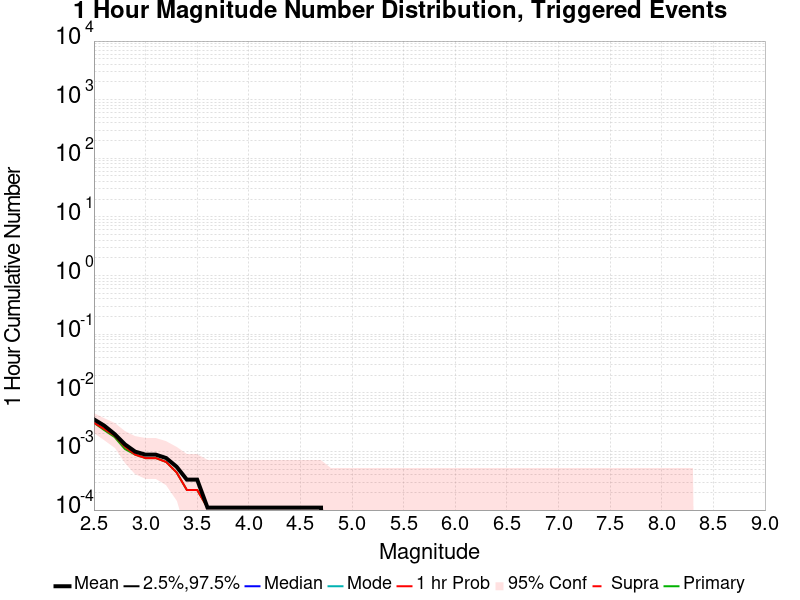 1 Hour Magnitude Number Distribution, Triggered Events
10 4
10 3
10 2
10 1
10 0
10 -1
10 -2
10 -3
10 -4
1 Hour Cumulative Number
2.5 3.0 3.5 4.0 4.5 5.0 5.5 6.0 6.5 7.0 7.5 8.0 8.5 9.0
Magnitude
Mean 2.5%,97.5% Median Mode 1 hr Prob 95% Conf Supra Primary